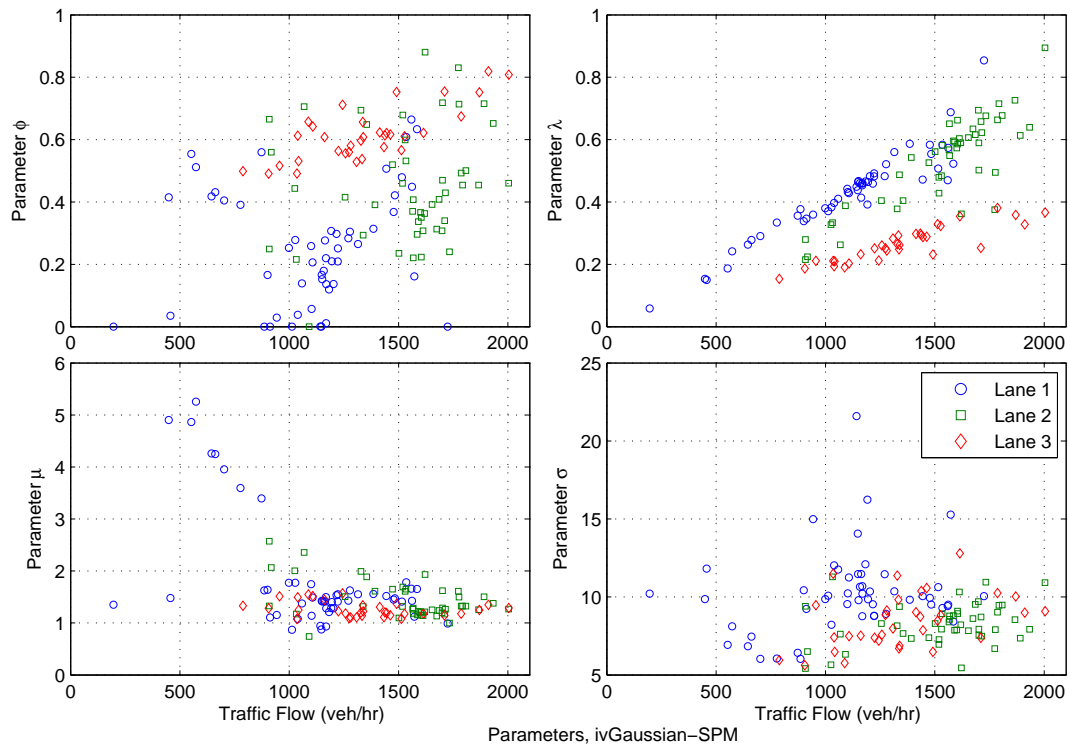 1
0.8
0.6
0.4
0.2
0
Parameter ϕ
0 500 1000 1500 2000
1
0.8
0.6
0.4
0.2
0
Parameter λ
0 500 1000 1500 2000
6
5
4
3
2
1
0
Parameter μ
0 500 1000 1500 2000
Traffic Flow (veh/hr)
25
20
15
10
5
Parameter σ
0 500 1000 1500 2000
Traffic Flow (veh/hr)
Lane 1
Lane 2
Lane 3
Parameters, ivGaussian−SPM